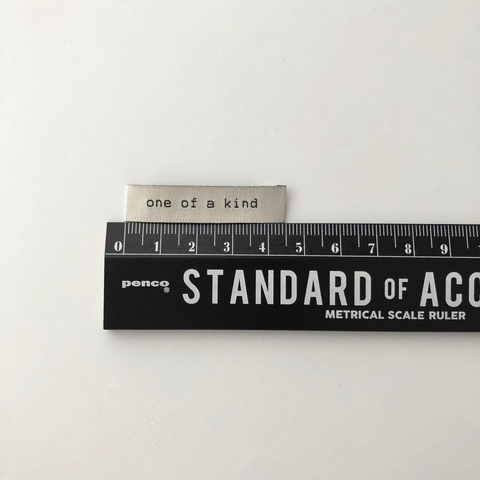 one of a kind
0 1 2 3 4 5 6 7 8 9
penco®
STANDARD OF ACC
METRICAL SCALE RULER